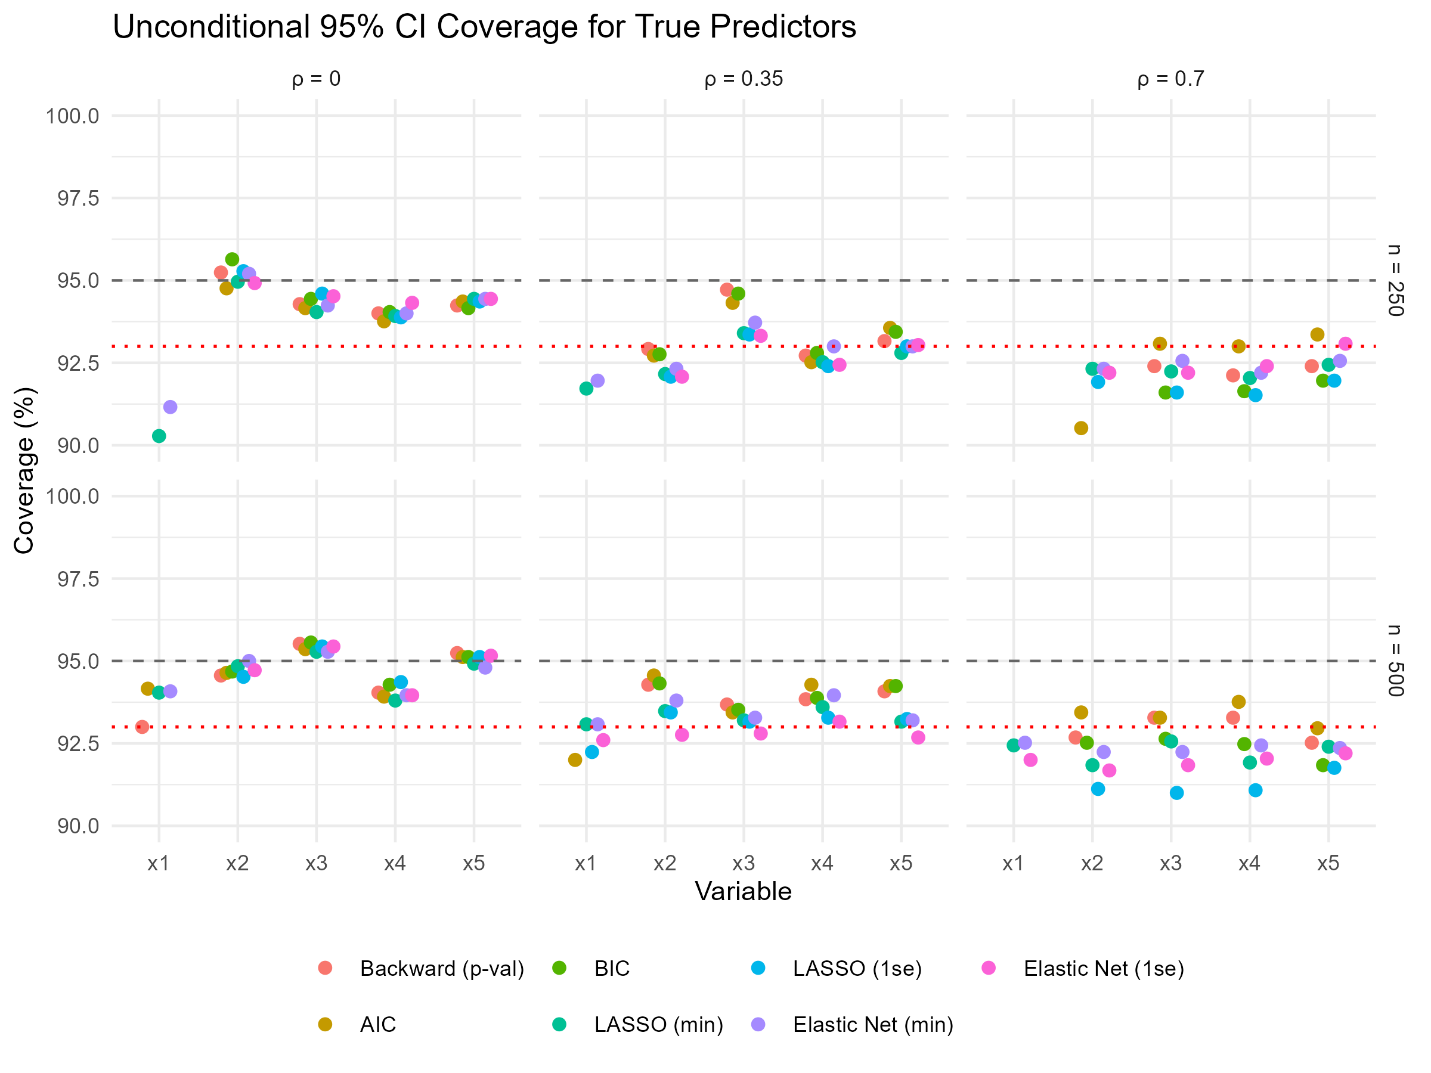 Unconditional 95% CI Coverage for True Predictors
ρ = 0
ρ = 0.35
ρ = 0.7
100.0
97.5
95.0
92.5
90.0
n = 250
100.0
97.5
95.0
92.5
90.0
n = 500
Coverage (%)
x1 x2 x3 x4 x5
x1 x2 x3 x4 x5
x1 x2 x3 x4 x5
Variable
Backward (p-val)
BIC
LASSO (1se)
Elastic Net (1se)
AIC
LASSO (min)
Elastic Net (min)